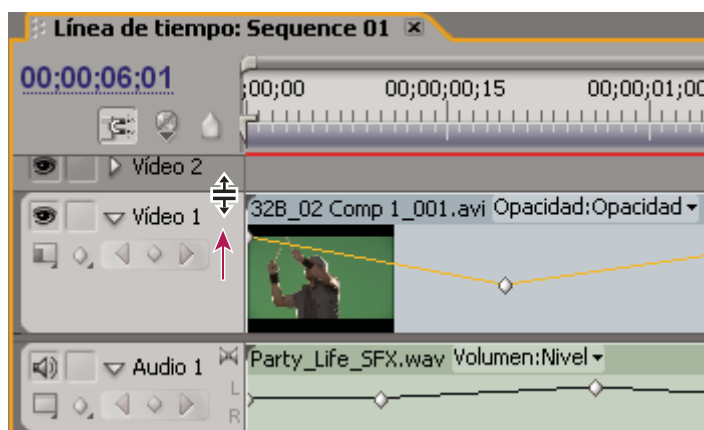 Línea de tiempo: Sequence 01
00;00;06;01
;00;00 00;00;00;15 00;00;01;00
Vídeo 2
Vídeo 1
32B_02 Comp 1_001.avi Opacidad:Opacidad
Audio 1
Party_Life_SFX.wav Volumen:Nivel
L
R